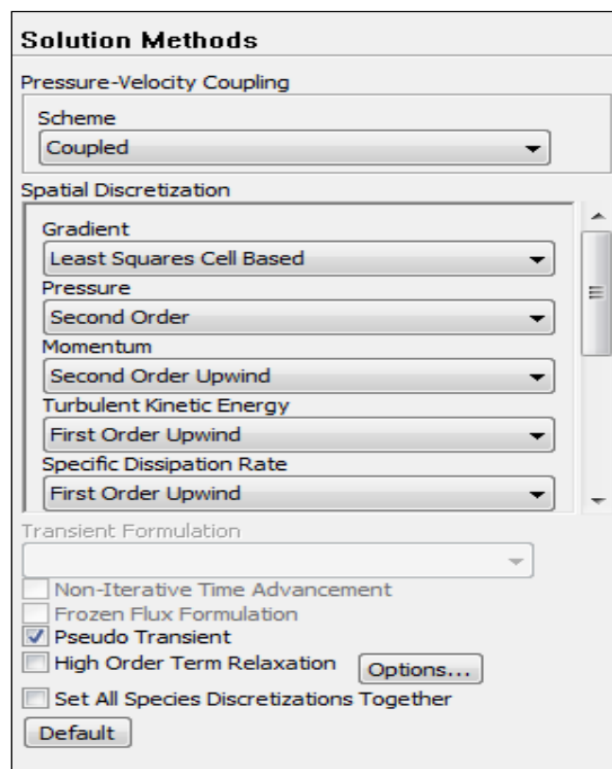 Solution Methods
Pressure-Velocity Coupling
Scheme
Coupled
Spatial Discretization
Gradient
Least Squares Cell Based
Pressure
Second Order
Momentum
Second Order Upwind
Turbulent Kinetic Energy
First Order Upwind
Specific Dissipation Rate
First Order Upwind
Transient Formulation
Non-Iterative Time Advancement
Frozen Flux Formulation
Pseudo Transient
High Order Term Relaxation Options...
Set All Species Discretizations Together
Default